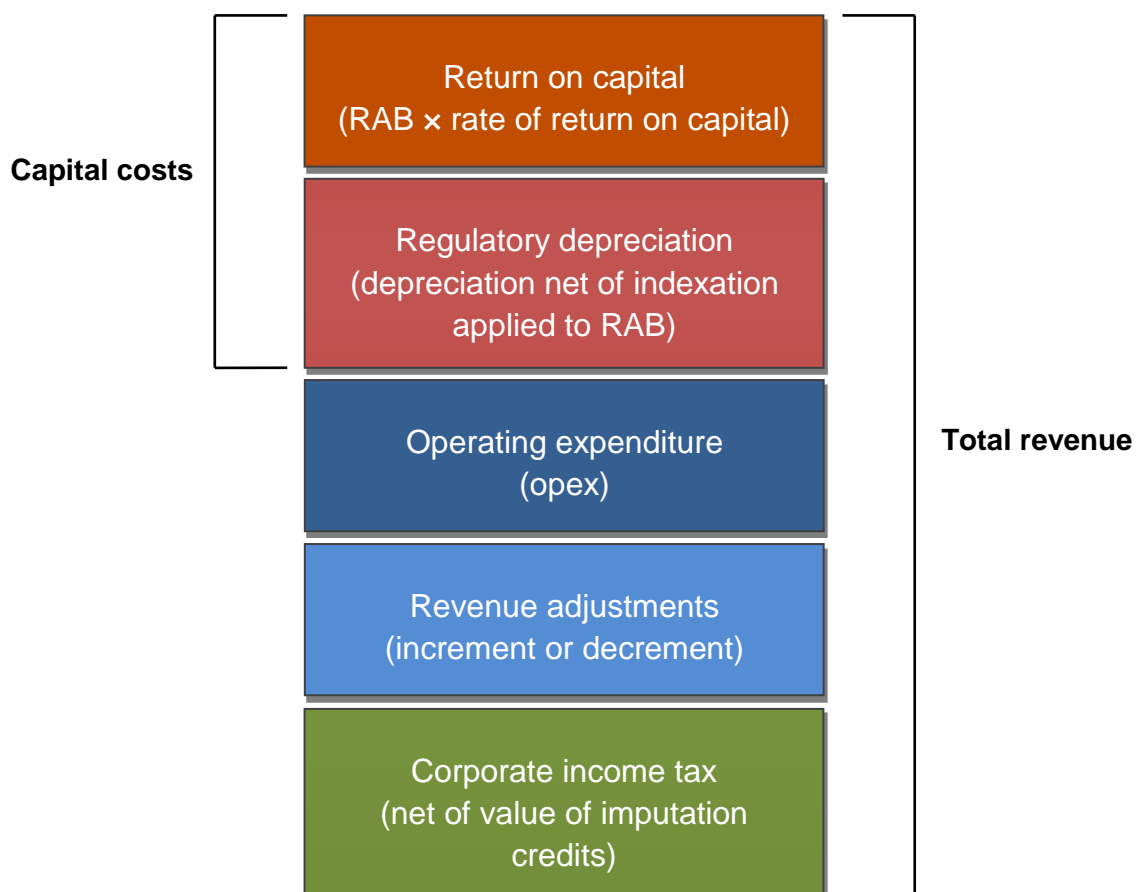 Return on capital
(RAB × rate of return on capital)
Capital costs
Regulatory depreciation
(depreciation net of indexation
applied to RAB)
Operating expenditure
(opex)
Total revenue
Revenue adjustments
(increment or decrement)
Corporate income tax
(net of value of imputation
credits)